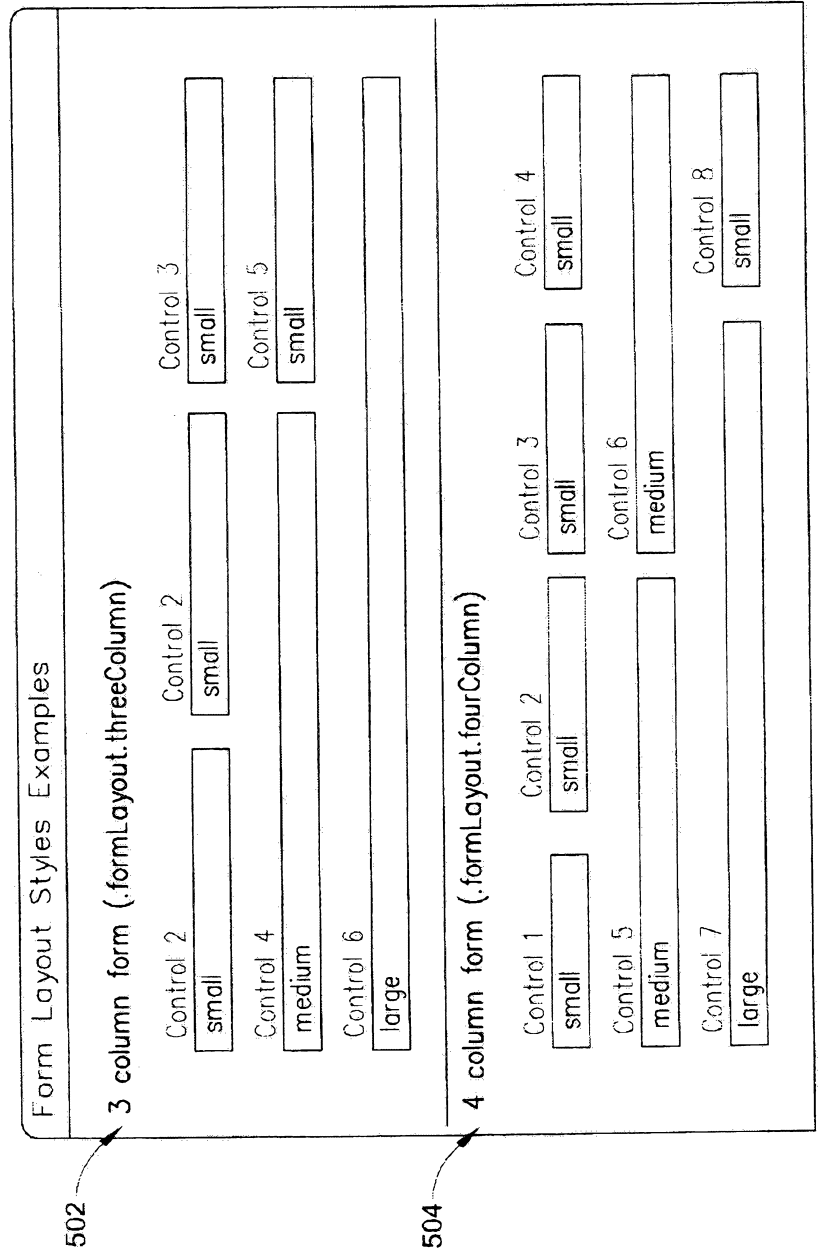 Form Layout Styles Examples
502
3 column form (.formLayout.threeColumn)
Control 2 Control 2 Control 3
small small small
Control 4 Control 5
medium small
Control 6
large
504
4 column form (.formLayout.fourColumn)
Control 1 Control 2 Control 3 Control 4
small small small small
Control 5 Control 6
medium medium
Control 7 Control 8
large small